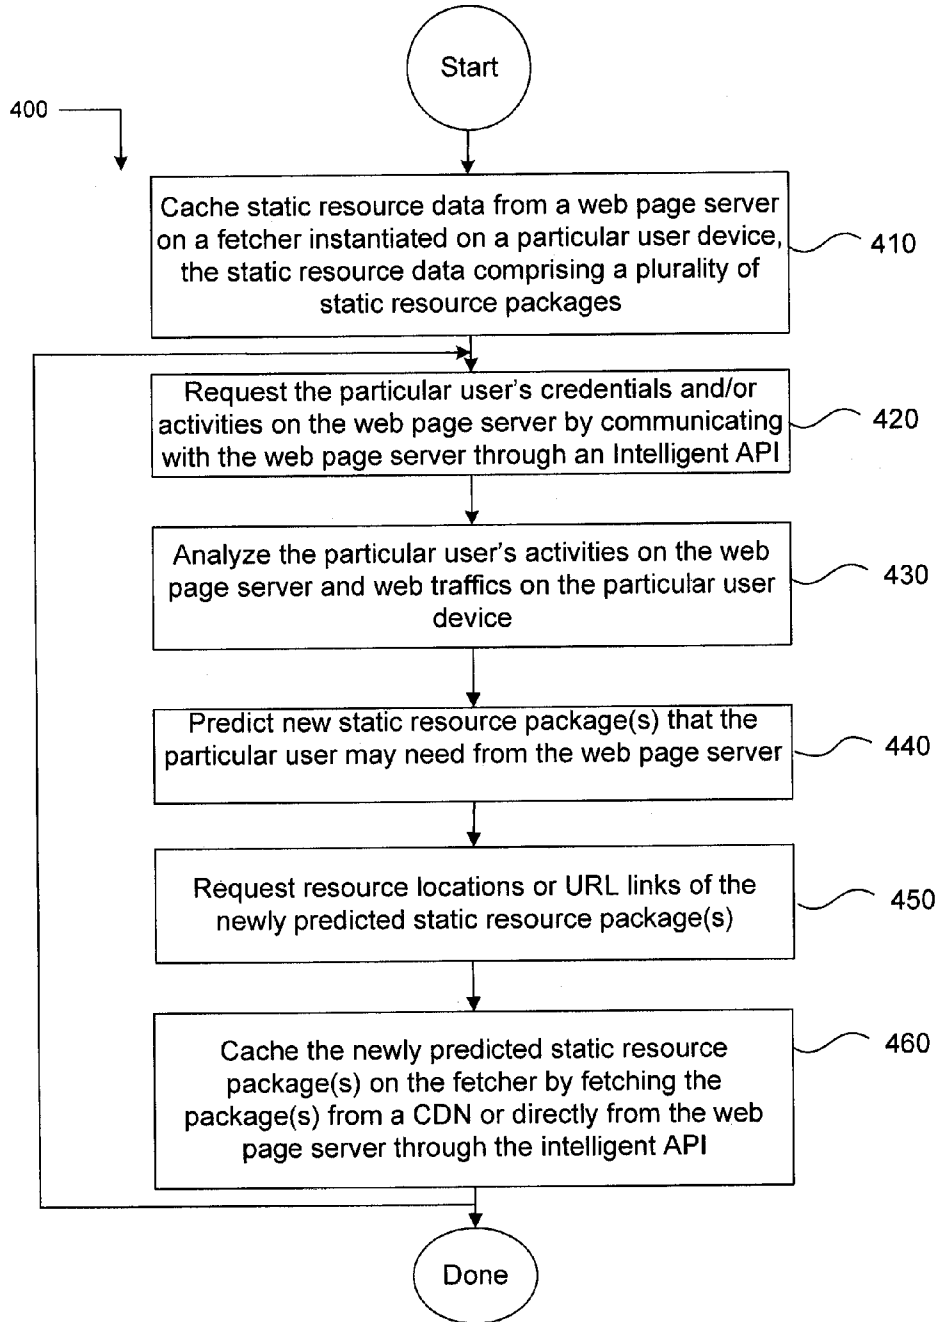 Start
400
Cache static resource data from a web page server
on a fetcher instantiated on a particular user device,
the static resource data comprising a plurality of
static resource packages
410
Request the particular user's credentials and/or
activities on the web page server by communicating
with the web page server through an Intelligent API
420
Analyze the particular user's activities on the web
page server and web traffics on the particular user
device
430
Predict new static resource package(s) that the
particular user may need from the web page server
440
Request resource locations or URL links of the
newly predicted static resource package(s)
450
Cache the newly predicted static resource
package(s) on the fetcher by fetching the
package(s) from a CDN or directly from the web
page server through the intelligent API
460
Done